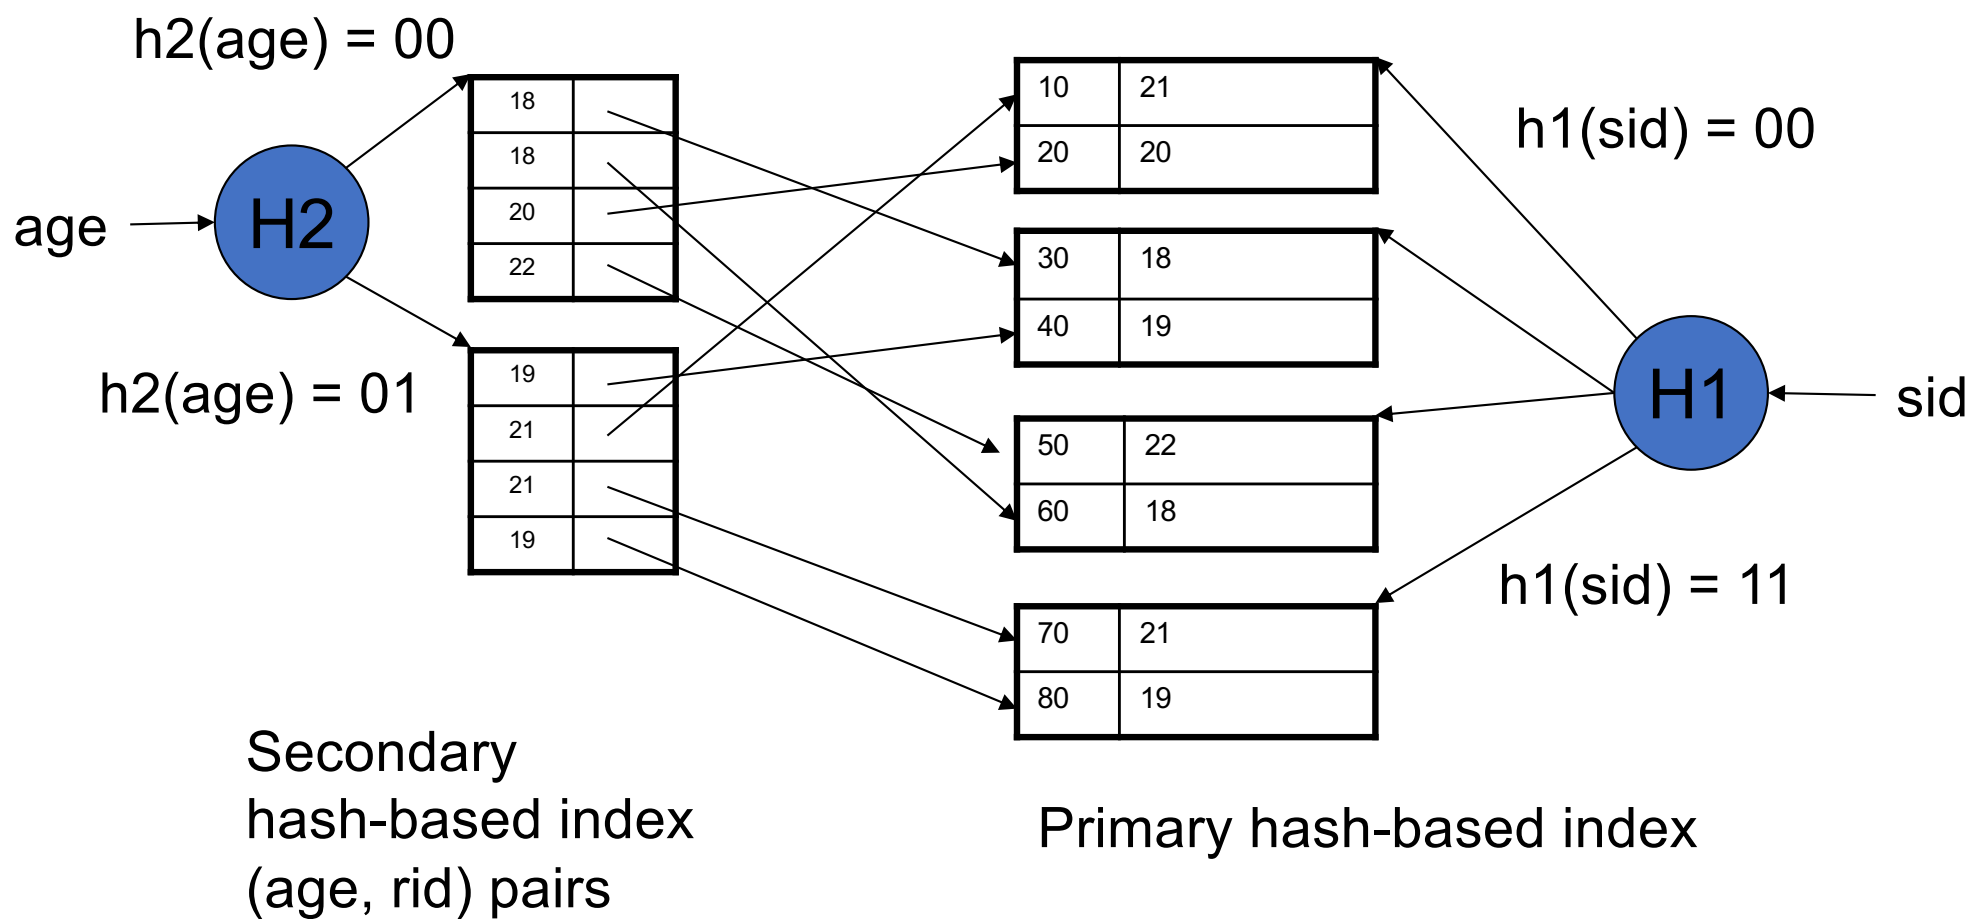 h2(age) = 00
age
H2
h2(age) = 01
18
18
20
22
19
21
21
19
10 21
20 20
30 18
40 19
50 22
60 18
70 21
80 19
h1(sid) = 00
H1
sid
h1(sid) = 11
Secondary
hash-based index
(age, rid) pairs
Primary hash-based index